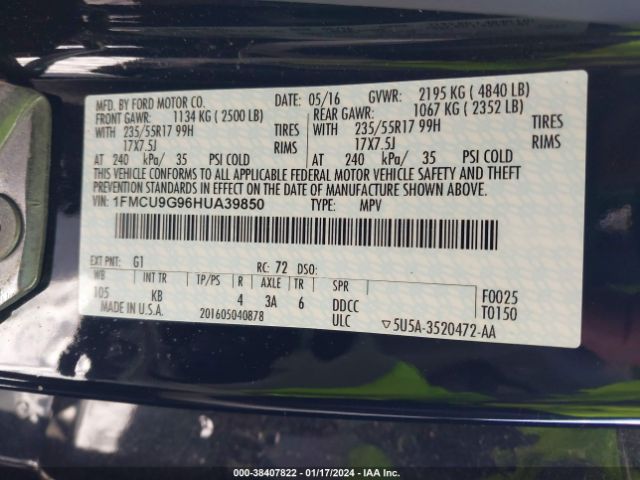 MFD. BY FORD MOTOR CO.
DATE: 05/16 GVWR: 2195 KG ( 4840 LB)
FRONT GAWR: 1134 KG ( 2500 LB) REAR GAWR: 1067 KG ( 2352 LB)
WITH 235/55R17 99H TIRES WITH 235/55R17 99H TIRES
17X7.5J RIMS 17X7.5J RIMS
AT 240 kPa/ 35 PSI COLD AT 240 kPa/ 35 PSI COLD
THIS VEHICLE CONFORMS TO ALL APPLICABLE FEDERAL MOTOR VEHICLE SAFETY AND THEFT
PREVENTION STANDARDS IN EFFECT ON THE DATE OF MANUFACTURE SHOWN ABOVE.
VIN: 1FMCU9G96HUA39850 TYPE: MPV
EXT PNT: G1 RC: 72 DSO:
WB INT TR TP/PS R AXLE TR SPR
105 KB 4 3A 6 DDCC F0025
MADE IN U.S.A. 201605040878 ULC T0150
▽5U5A-3520472-AA
000-38407822 - 01/17/2024 - IAA Inc.